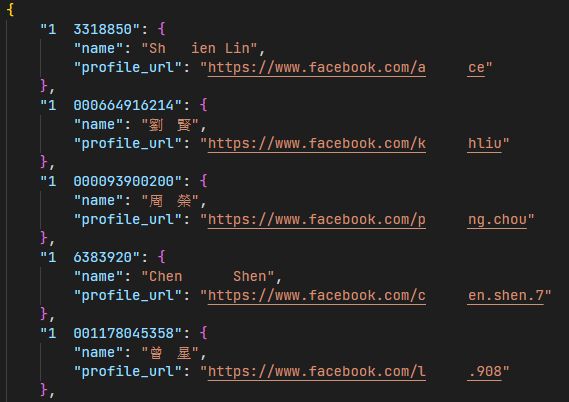 {
"1  3318850": {
"name": "Sh   ien Lin",
"profile_url": "https://www.facebook.com/a      ce"
},
"1  000664916214": {
"name": "劉  賢",
"profile_url": "https://www.facebook.com/k      hliu"
},
"1  000093900200": {
"name": "周  榮",
"profile_url": "https://www.facebook.com/p      ng.chou"
},
"1  6383920": {
"name": "Chen      Shen",
"profile_url": "https://www.facebook.com/c      en.shen.7"
},
"1  001178045358": {
"name": "曾  星",
"profile_url": "https://www.facebook.com/l      .908"
},